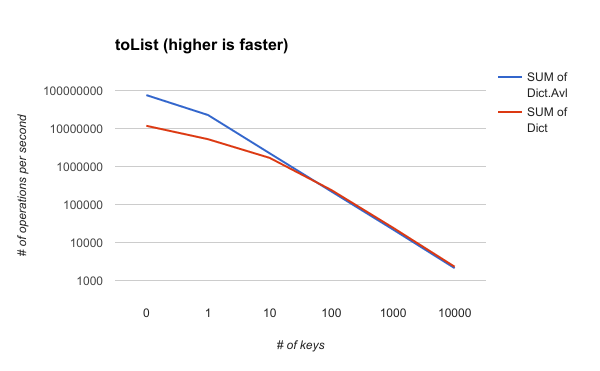 toList (higher is faster)
# of operations per second
100000000
10000000
1000000
100000
10000
1000
0 1 10 100 1000 10000
# of keys
SUM of
Dict.Avl
SUM of
Dict